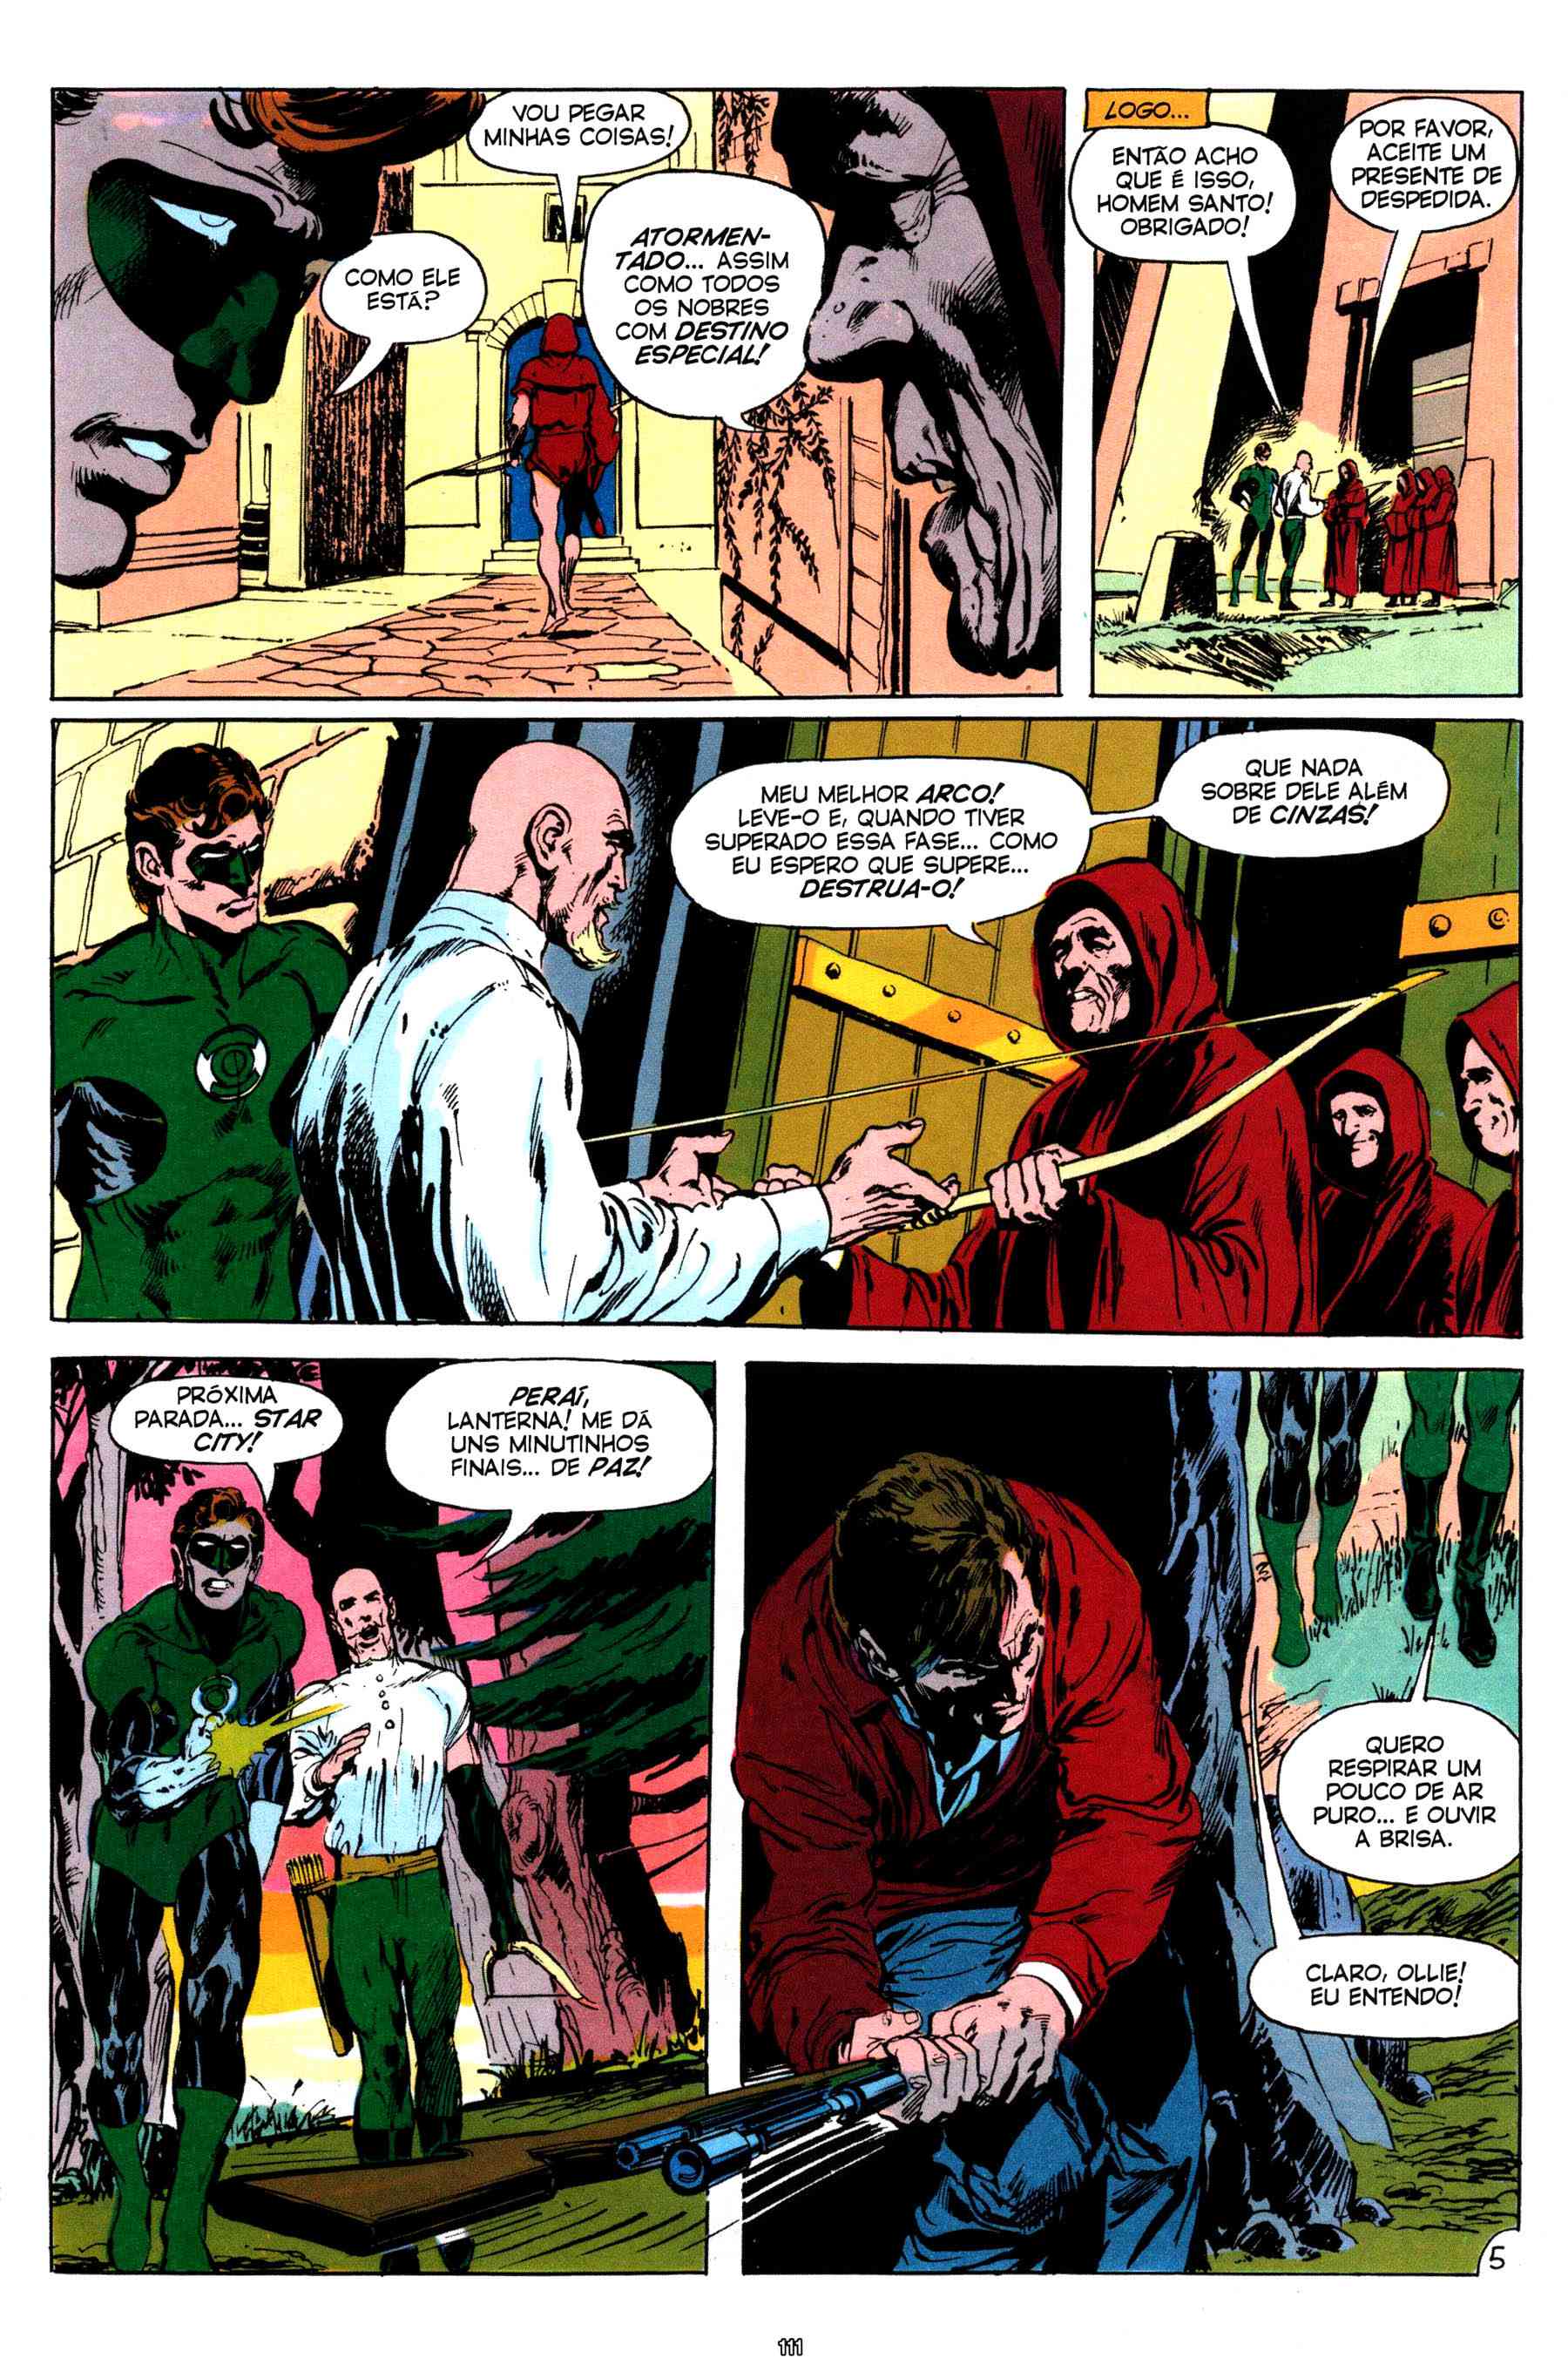 VOU PEGAR
MINHAS COISAS!
COMO ELE
ESTÁ?
ATORMEN-
TADO... ASSIM
COMO TODOS
OS NOBRES
COM DESTINO
ESPECIAL!
LOGO...
ENTÃO ACHO
QUE É ISSO,
HOMEM SANTO!
OBRIGADO!
POR FAVOR,
ACEITE UM
PRESENTE DE
DESPEDIDA.
MEU MELHOR ARCO!
LEVE-O E, QUANDO TIVER
SUPERADO ESSA FASE... COMO
EU ESPERO QUE SUPERE...
DESTRUA-O!
QUE NADA
SOBRE DELE ALÉM
DE CINZAS!
PRÓXIMA
PARADA... STAR
CITY!
PERAÍ,
LANTERNA! ME DÁ
UNS MINUTINHOS
FINAIS... DE PAZ!
QUERO
RESPIRAR UM
POUCO DE AR
PURO... E OUVIR
A BRISA.
CLARO, OLLIE!
EU ENTENDO!
5
111